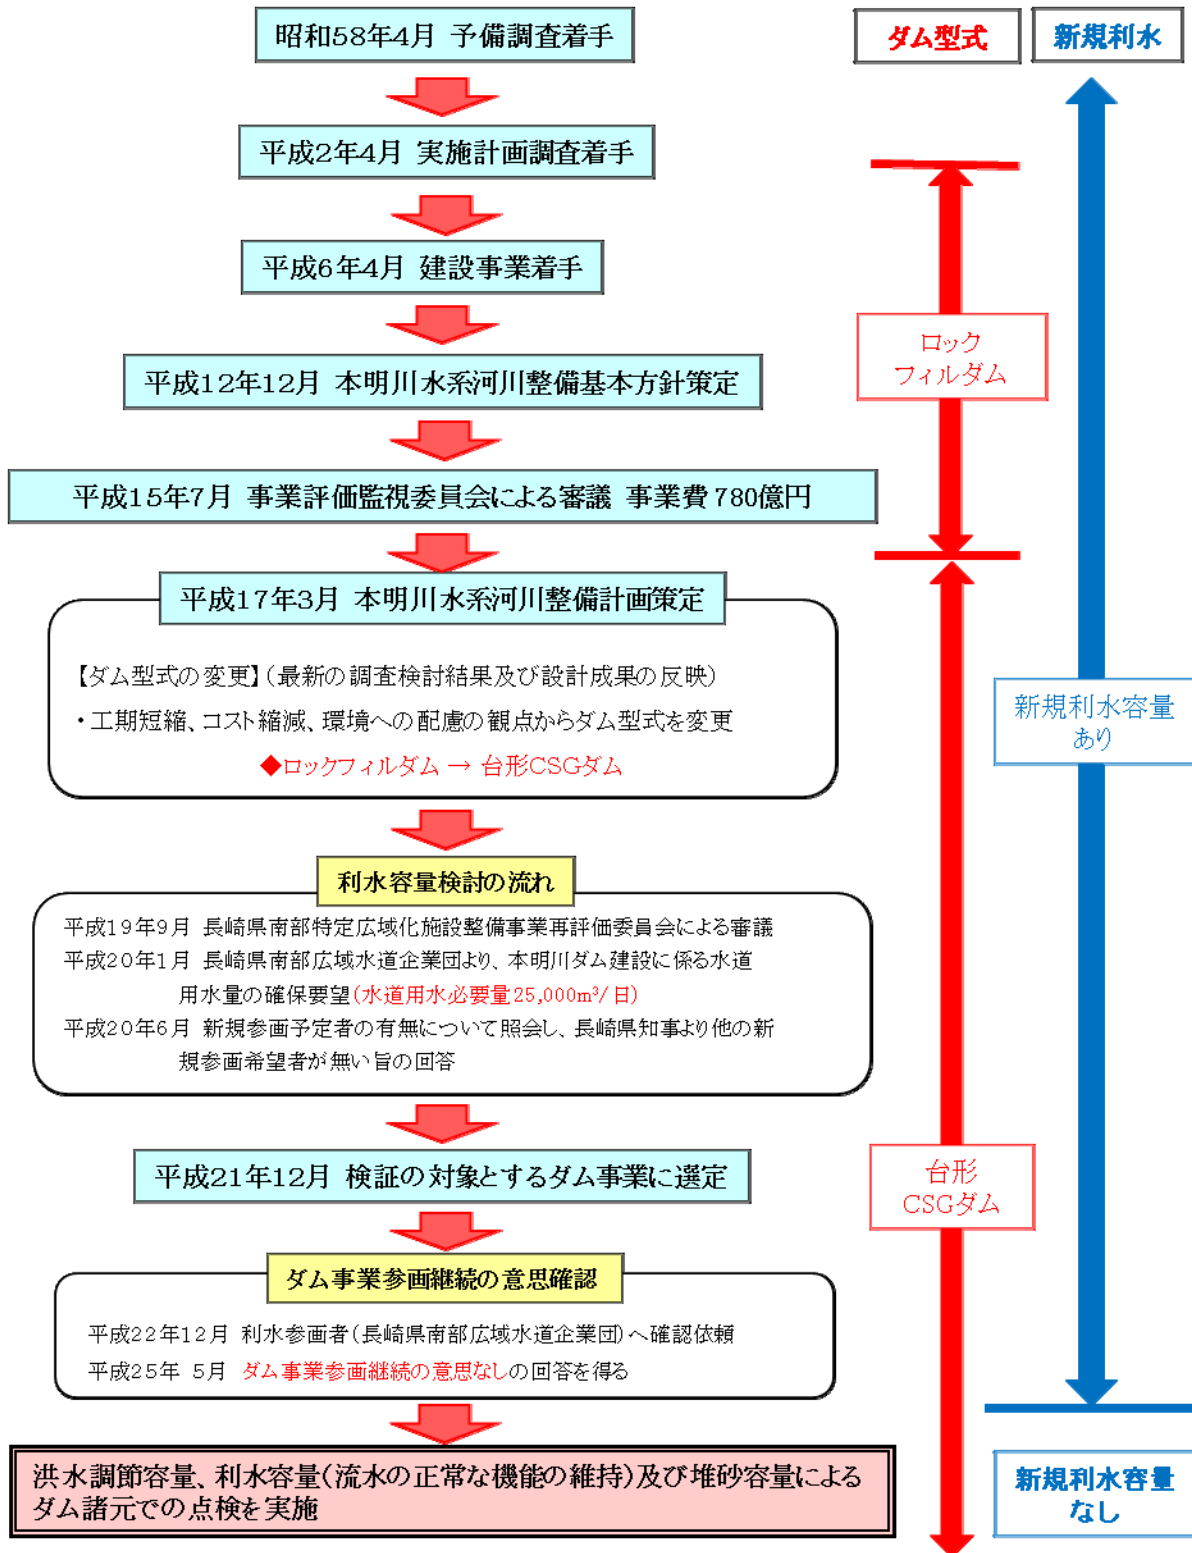 昭和58年4月 予備調査着手
ダム型式
新規利水
平成2年4月 実施計画調査着手
平成6年4月 建設事業着手
ロック
フィルダム
平成12年12月 本明川水系河川整備基本方針策定
平成15年7月 事業評価監視委員会による審議 事業費780億円
平成17年3月 本明川水系河川整備計画策定
【ダム型式の変更】(最新の調査検討結果及び設計成果の反映)
・工期短縮、コスト縮減、環境への配慮の観点からダム型式を変更
◆ロックフィルダム → 台形CSGダム
新規利水容量
あり
利水容量検討の流れ
平成19年9月 長崎県南部特定広域化施設整備事業再評価委員会による審議
平成20年1月 長崎県南部広域水道企業団より、本明川ダム建設に係る水道
用水量の確保要望(水道用水必要量25,000m³/日)
平成20年6月 新規参画予定者の有無について照会し、長崎県知事より他の新
規参画希望者が無い旨の回答
平成21年12月 検証の対象とするダム事業に選定
台形
CSGダム
ダム事業参画継続の意思確認
平成22年12月 利水参画者(長崎県南部広域水道企業団)へ確認依頼
平成25年 5月 ダム事業参画継続の意思なしの回答を得る
洪水調節容量、利水容量(流水の正常な機能の維持)及び堆砂容量による
ダム諸元での点検を実施
新規利水容量
なし